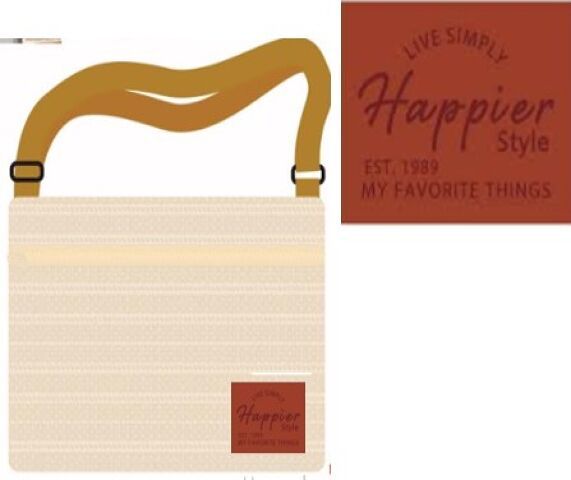 LIVE SIMPLY
Happier
Style
EST. 1989
MY FAVORITE THINGS
LIVE SIMPLY
Happier
Style
EST. 1989
MY FAVORITE THINGS